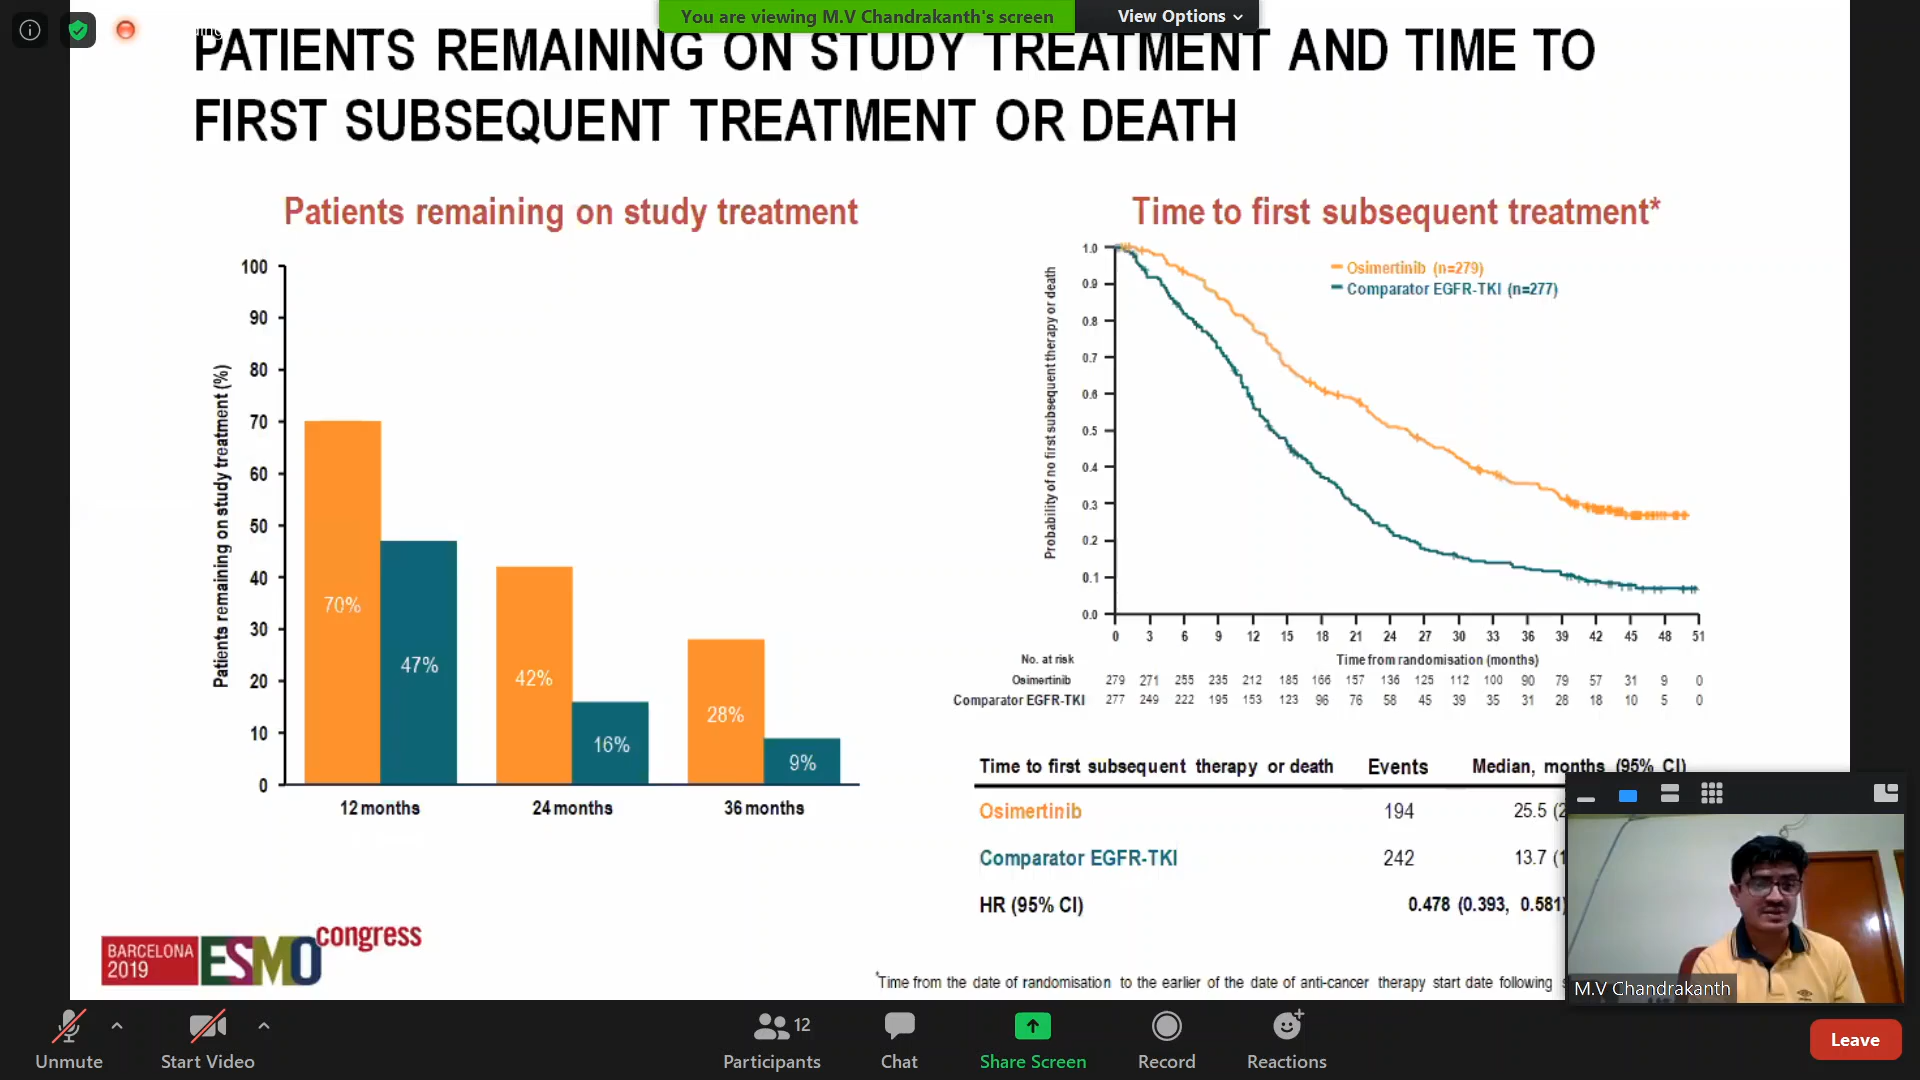 You are viewing M.V Chandrakanth's screen
View Options
PATIENTS REMAINING ON STUDY TREATMENT AND TIME TO
FIRST SUBSEQUENT TREATMENT OR DEATH
Patients remaining on study treatment
Patients remaining on study treatment (%)
100
90
80
70
60
50
40
30
20
10
0
70%
47%
42%
16%
28%
9%
12 months 24 months 36 months
Time to first subsequent treatment*
Osimertinib (n=279)
Comparator EGFR-TKI (n=277)
Probability of no first subsequent therapy or death
1.0
0.9
0.8
0.7
0.6
0.5
0.4
0.3
0.2
0.1
0.0
0 3 6 9 12 15 18 21 24 27 30 33 36 39 42 45 48 51
No. at risk Time from randomisation (months)
Osimertinib 279 271 255 235 212 185 166 157 136 125 112 100 90 79 57 31 9 0
Comparator EGFR-TKI 277 249 222 195 153 123 96 76 58 45 39 35 31 28 18 10 5 0
Time to first subsequent therapy or death Events Median, months (95% CI)
Osimertinib 194 25.5 (2
Comparator EGFR-TKI 242 13.7 (1
HR (95% CI) 0.478 (0.393, 0.581)
*Time from the date of randomisation to the earlier of the date of anti-cancer therapy start date following
BARCELONA
2019
ESMO congress
M.V Chandrakanth
Unmute
Start Video
12
Participants
Chat
Share Screen
Record
Reactions
Leave